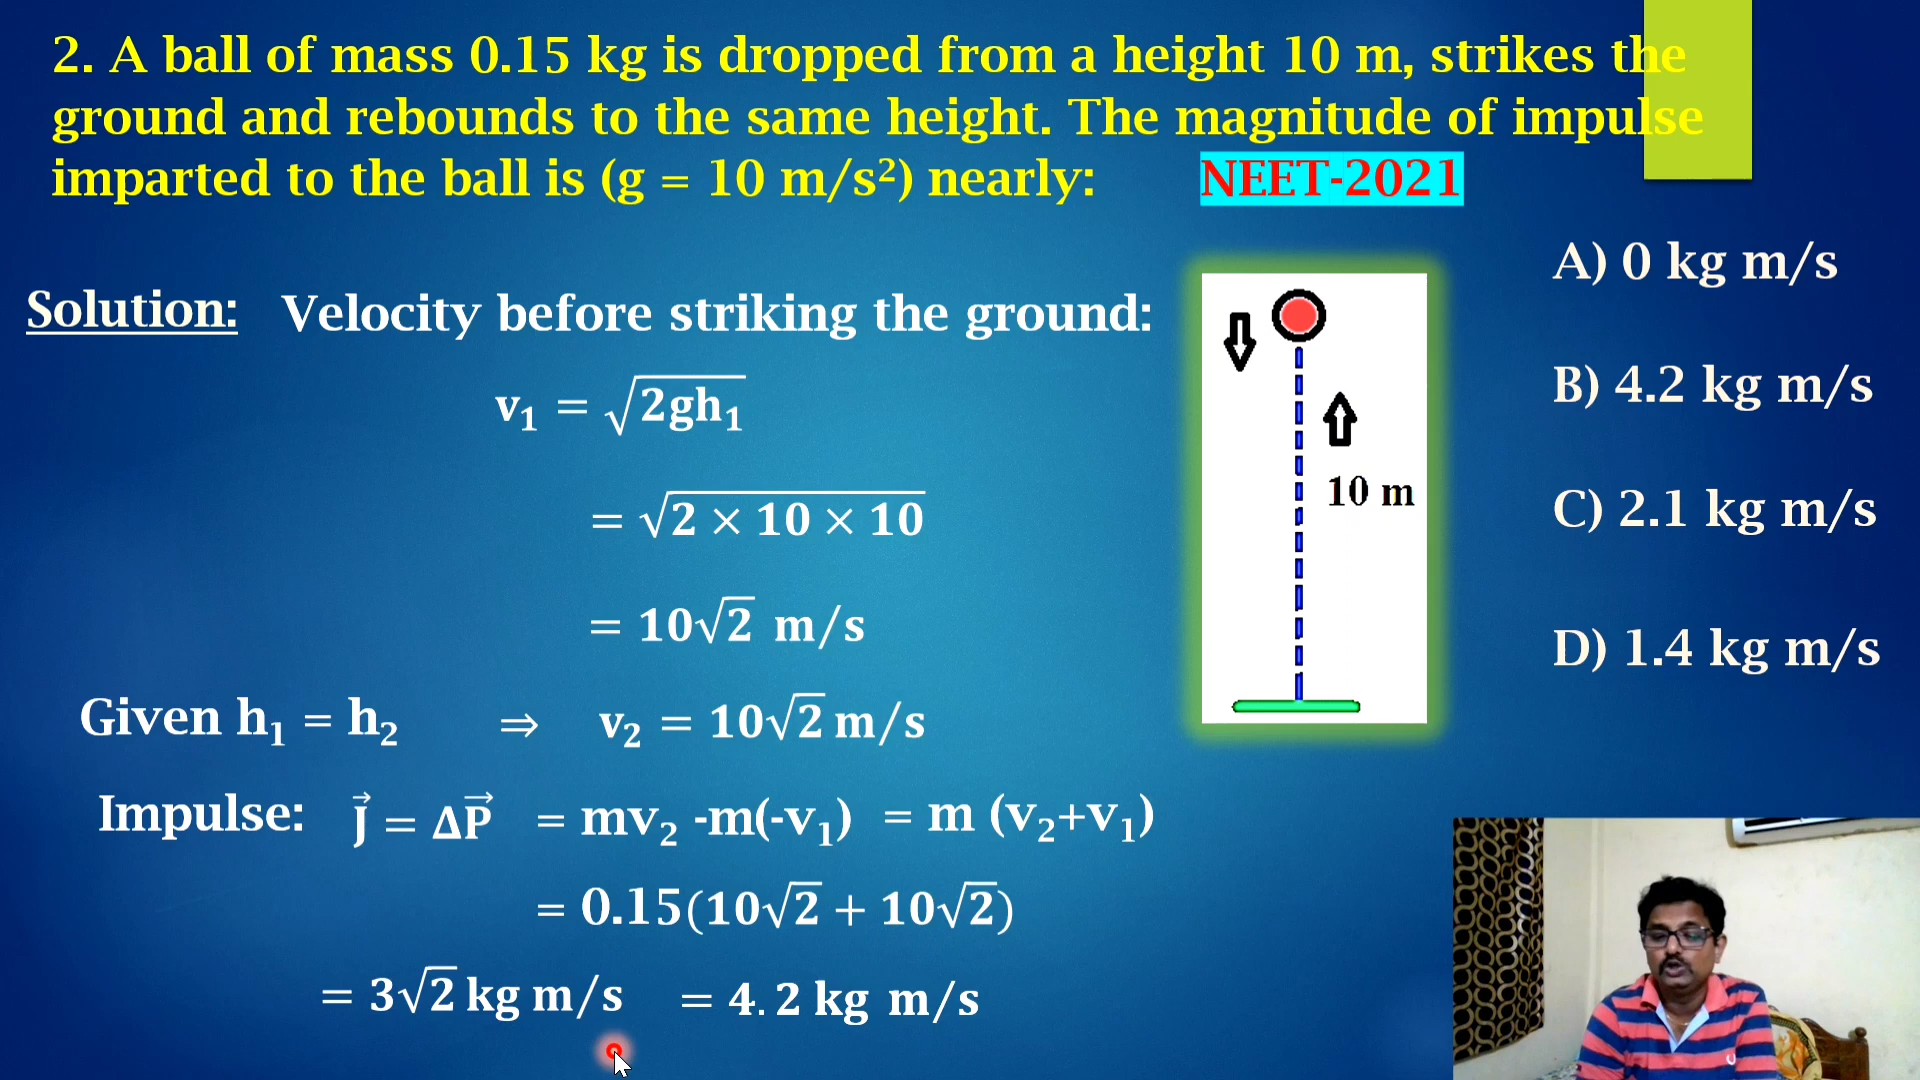 2. A ball of mass 0.15 kg is dropped from a height 10 m, strikes the
ground and rebounds to the same height. The magnitude of impulse
imparted to the ball is (g = 10 m/s²) nearly: NEET-2021
A) 0 kg m/s
Solution: Velocity before striking the ground:
B) 4.2 kg m/s
v₁ = √(2gh₁)
10 m
C) 2.1 kg m/s
= √(2 × 10 × 10)
= 10√2 m/s
D) 1.4 kg m/s
Given h₁ = h₂ ⇒ v₂ = 10√2 m/s
Impulse: J⃗ = ΔP⃗ = mv₂ -m(-v₁) = m (v₂+v₁)
= 0.15(10√2 + 10√2)
= 3√2 kg m/s = 4.2 kg m/s